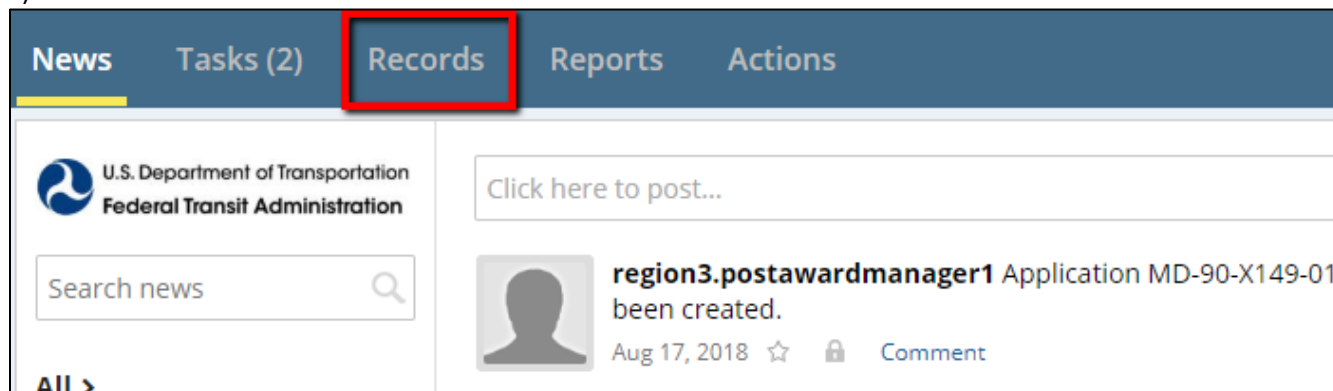 News Tasks (2) Records Reports Actions
U.S. Department of Transportation
Federal Transit Administration
Click here to post...
Search news
region3.postawardmanager1 Application MD-90-X149-01
been created.
Aug 17, 2018 Comment
All >